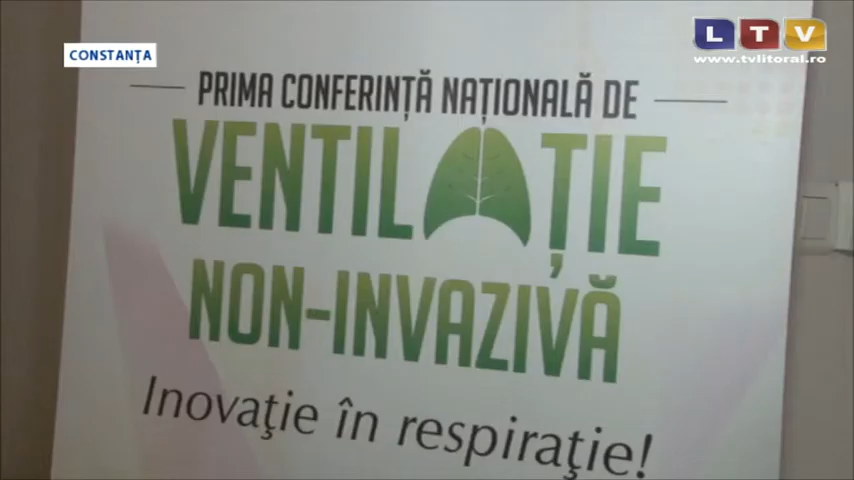 CONSTANȚA
LTV
www.tvlitoral.ro
PRIMA CONFERINȚĂ NAȚIONALĂ DE
VENTILAȚIE
NON-INVAZIVĂ
Inovaţie în respiraţie!